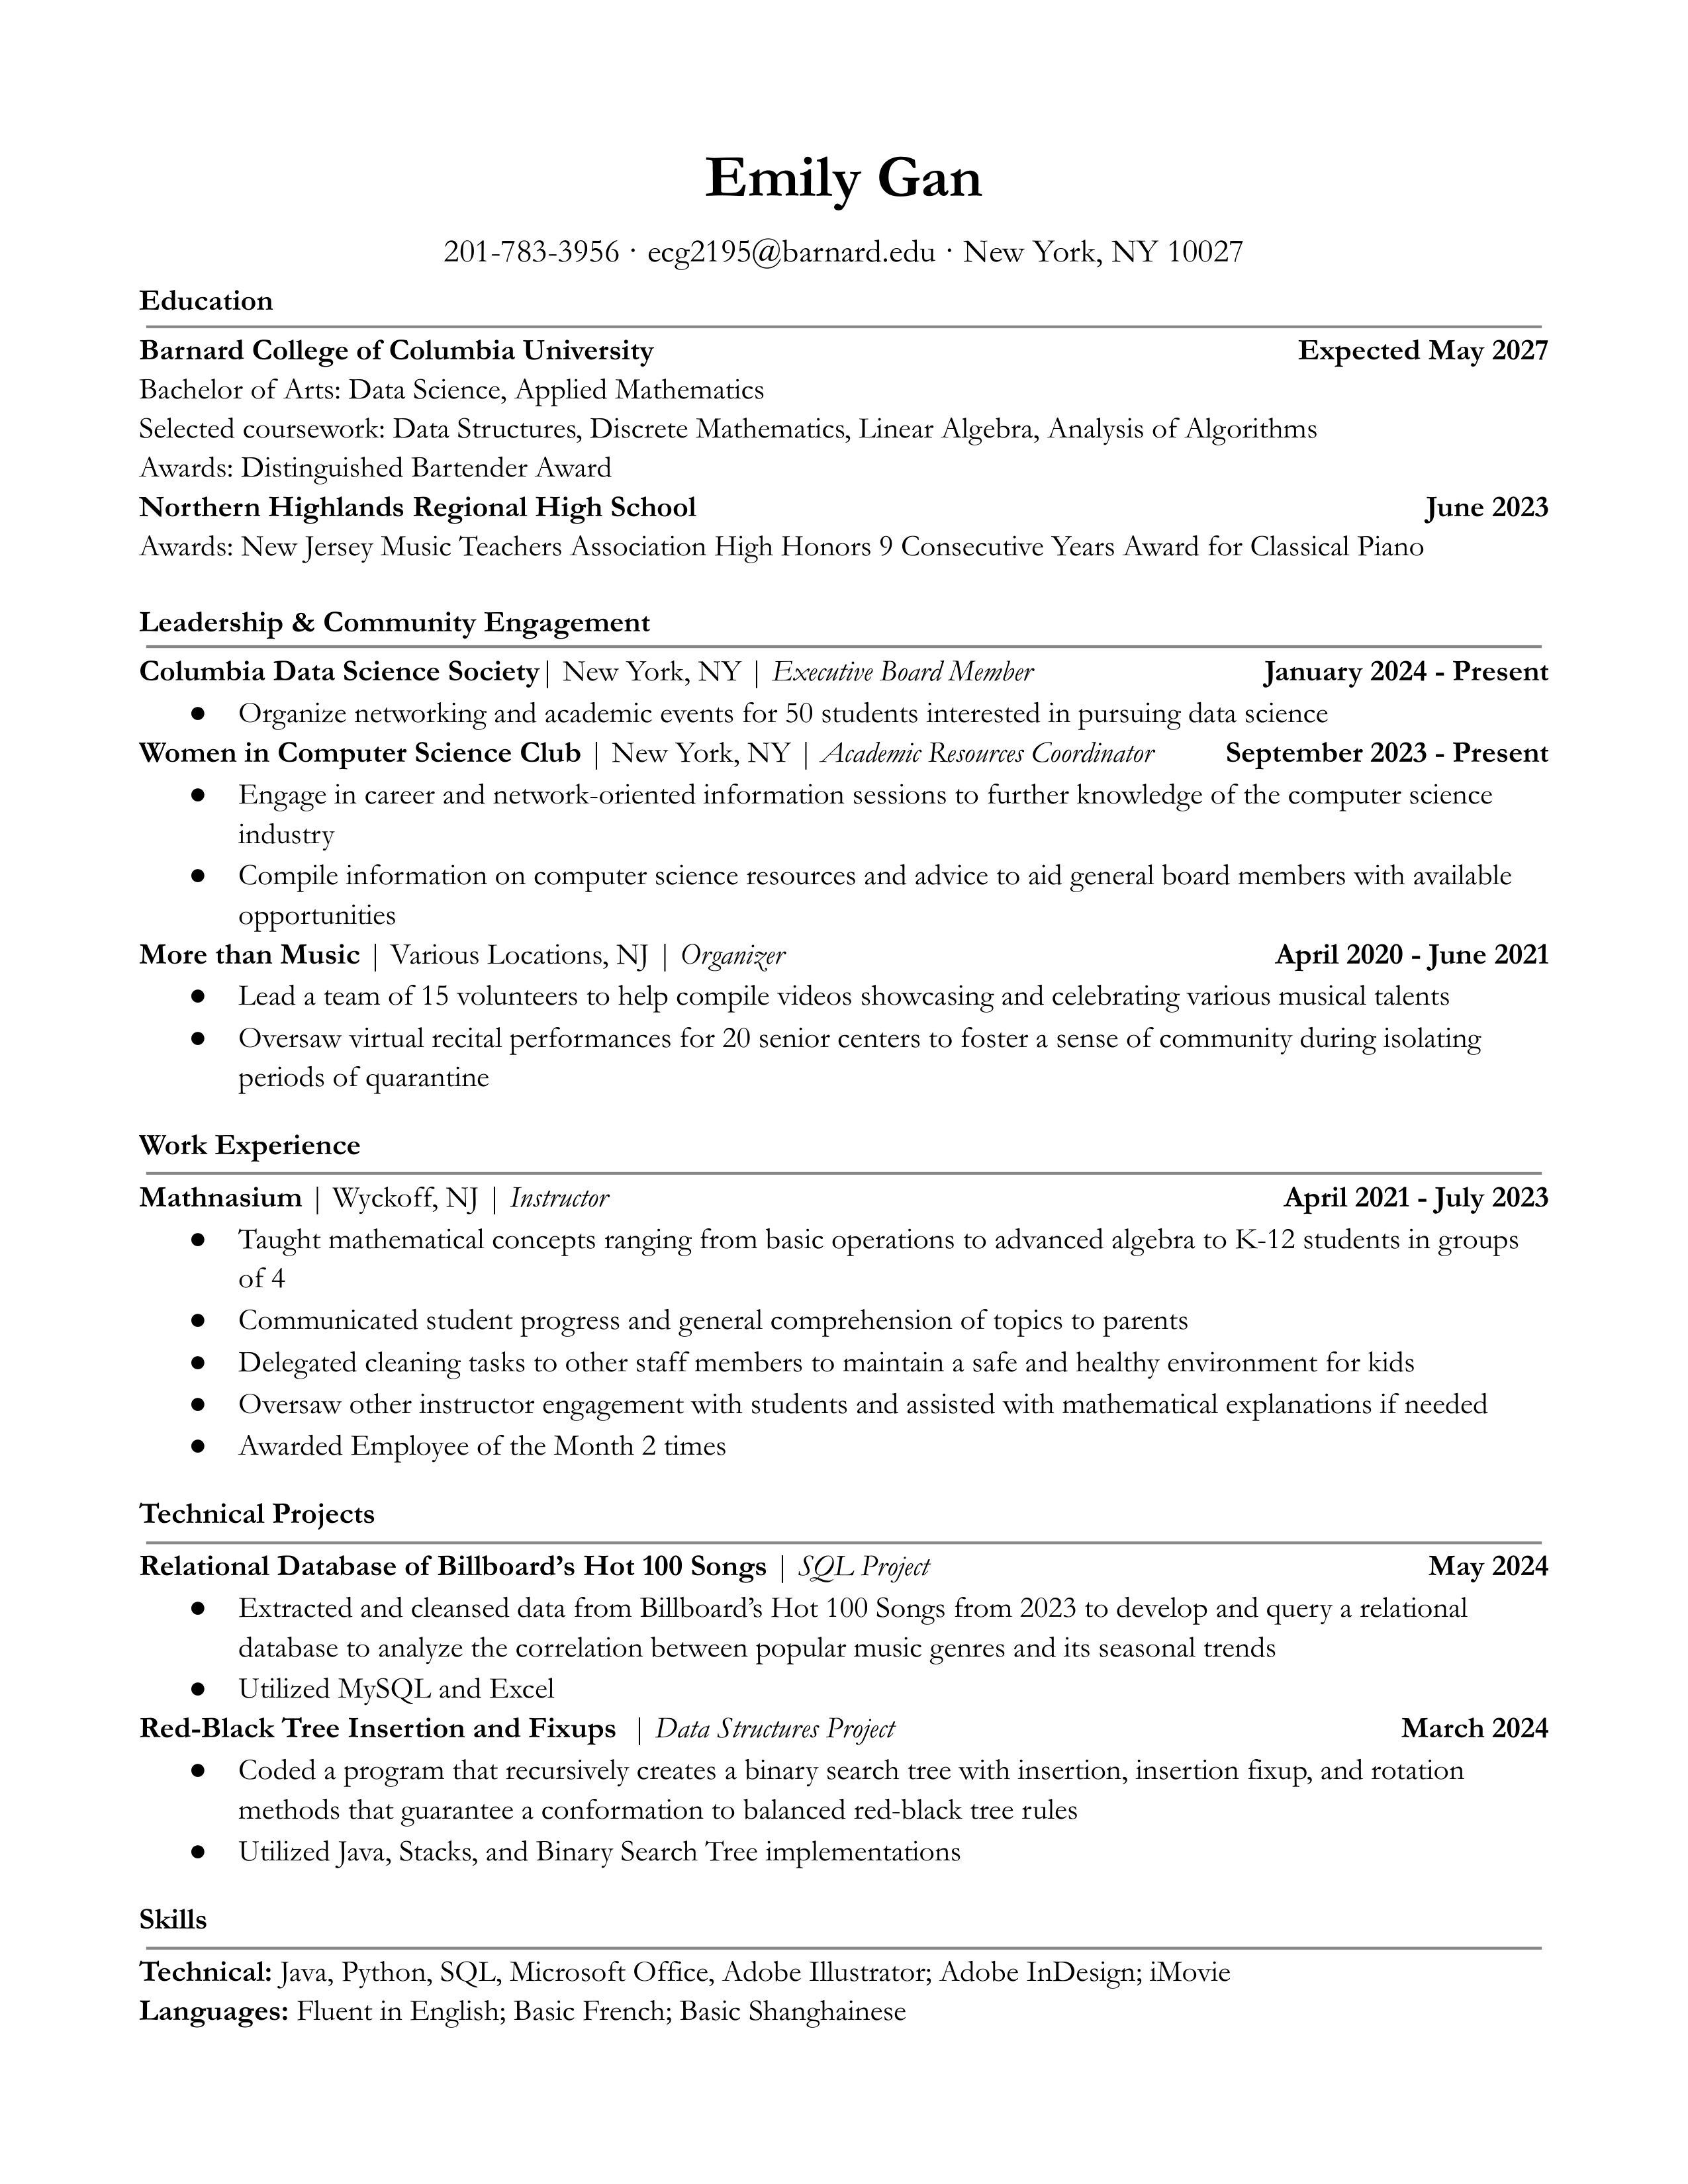 Emily Gan
201-783-3956 · ecg2195@barnard.edu · New York, NY 10027
Education
Barnard College of Columbia University Expected May 2027
Bachelor of Arts: Data Science, Applied Mathematics
Selected coursework: Data Structures, Discrete Mathematics, Linear Algebra, Analysis of Algorithms
Awards: Distinguished Bartender Award
Northern Highlands Regional High School June 2023
Awards: New Jersey Music Teachers Association High Honors 9 Consecutive Years Award for Classical Piano
Leadership & Community Engagement
Columbia Data Science Society| New York, NY | Executive Board Member January 2024 - Present
● Organize networking and academic events for 50 students interested in pursuing data science
Women in Computer Science Club | New York, NY | Academic Resources Coordinator September 2023 - Present
● Engage in career and network-oriented information sessions to further knowledge of the computer science
industry
● Compile information on computer science resources and advice to aid general board members with available
opportunities
More than Music | Various Locations, NJ | Organizer April 2020 - June 2021
● Lead a team of 15 volunteers to help compile videos showcasing and celebrating various musical talents
● Oversaw virtual recital performances for 20 senior centers to foster a sense of community during isolating
periods of quarantine
Work Experience
Mathnasium | Wyckoff, NJ | Instructor April 2021 - July 2023
● Taught mathematical concepts ranging from basic operations to advanced algebra to K-12 students in groups
of 4
● Communicated student progress and general comprehension of topics to parents
● Delegated cleaning tasks to other staff members to maintain a safe and healthy environment for kids
● Oversaw other instructor engagement with students and assisted with mathematical explanations if needed
● Awarded Employee of the Month 2 times
Technical Projects
Relational Database of Billboard’s Hot 100 Songs | SQL Project May 2024
● Extracted and cleansed data from Billboard’s Hot 100 Songs from 2023 to develop and query a relational
database to analyze the correlation between popular music genres and its seasonal trends
● Utilized MySQL and Excel
Red-Black Tree Insertion and Fixups | Data Structures Project March 2024
● Coded a program that recursively creates a binary search tree with insertion, insertion fixup, and rotation
methods that guarantee a conformation to balanced red-black tree rules
● Utilized Java, Stacks, and Binary Search Tree implementations
Skills
Technical: Java, Python, SQL, Microsoft Office, Adobe Illustrator; Adobe InDesign; iMovie
Languages: Fluent in English; Basic French; Basic Shanghainese